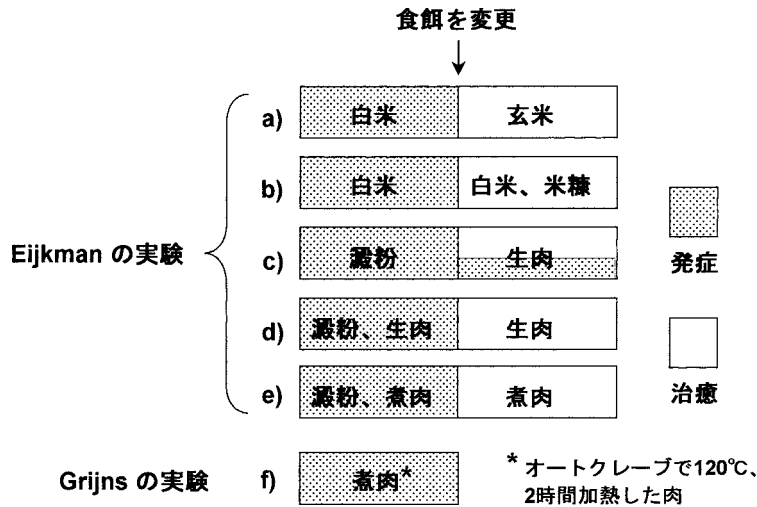 食餌を変更
a) 白米 玄米
b) 白米 白米、米糠
Eijkman の実験
c) 澱粉 生肉
発症
d) 澱粉、生肉 生肉
e) 澱粉、煮肉 煮肉
治癒
Grijns の実験 f) 煮肉*
* オートクレーブで120℃、
2時間加熱した肉